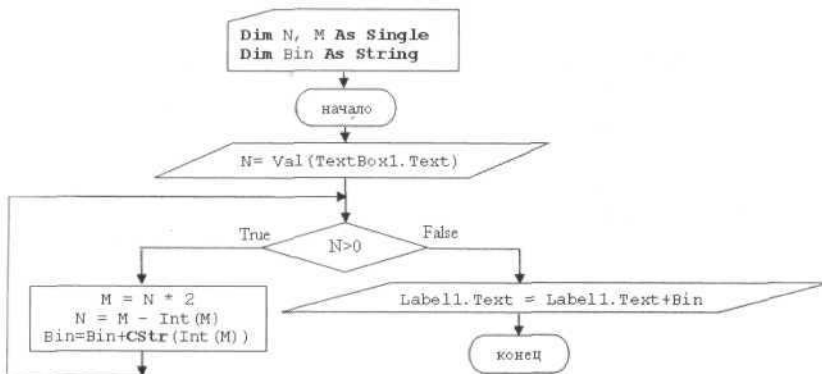 Dim N, M As Single
Dim Bin As String
начало
N= Val(TextBox1.Text)
True
N>0
False
M = N * 2
N = M - Int(M)
Bin=Bin+CStr(Int(M))
Label1.Text = Label1.Text+Bin
конец